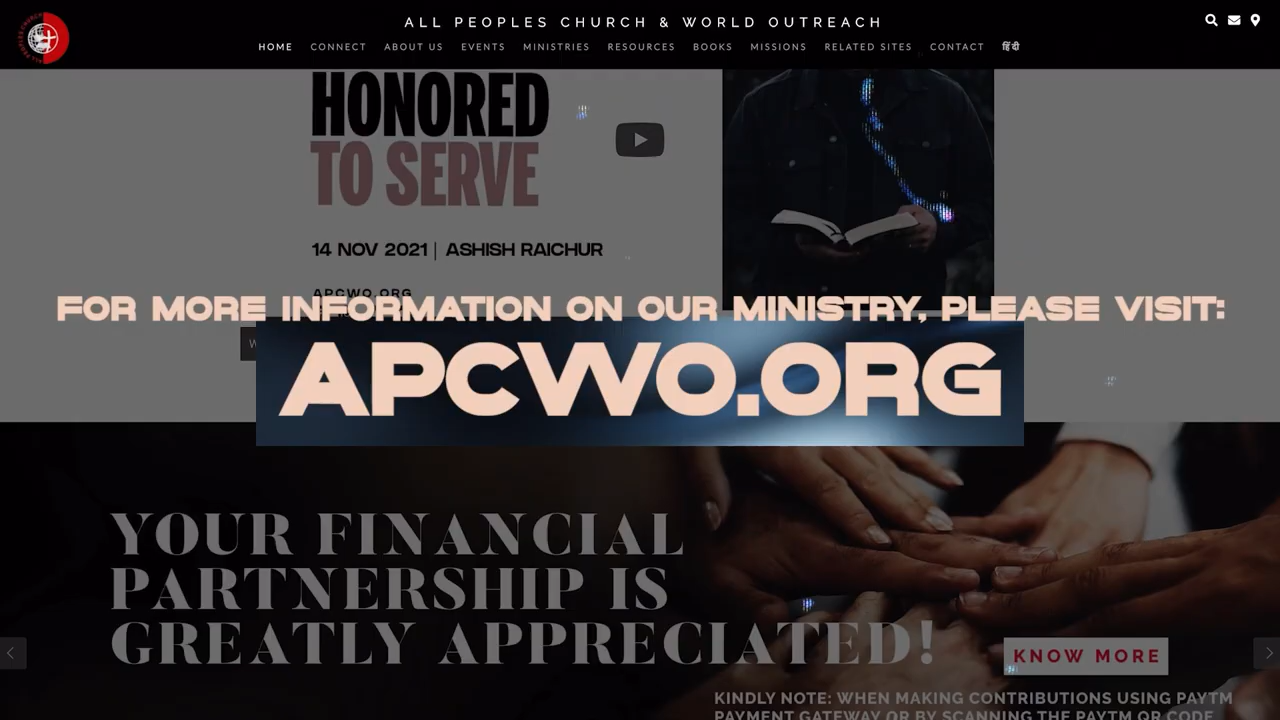 ALL PEOPLES CHURCH & WORLD OUTREACH
HOME CONNECT ABOUT US EVENTS MINISTRIES RESOURCES BOOKS MISSIONS RELATED SITES CONTACT हिंदी
HONORED
TO SERVE
14 NOV 2021 | ASHISH RAICHUR
APCWO.ORG
FOR MORE INFORMATION ON OUR MINISTRY, PLEASE VISIT:
APCWO.ORG
YOUR FINANCIAL
PARTNERSHIP IS
GREATLY APPRECIATED!
KNOW MORE
KINDLY NOTE: WHEN MAKING CONTRIBUTIONS USING PAYTM
PAYMENT GATEWAY OR BY SCANNING THE PAYTM QR CODE